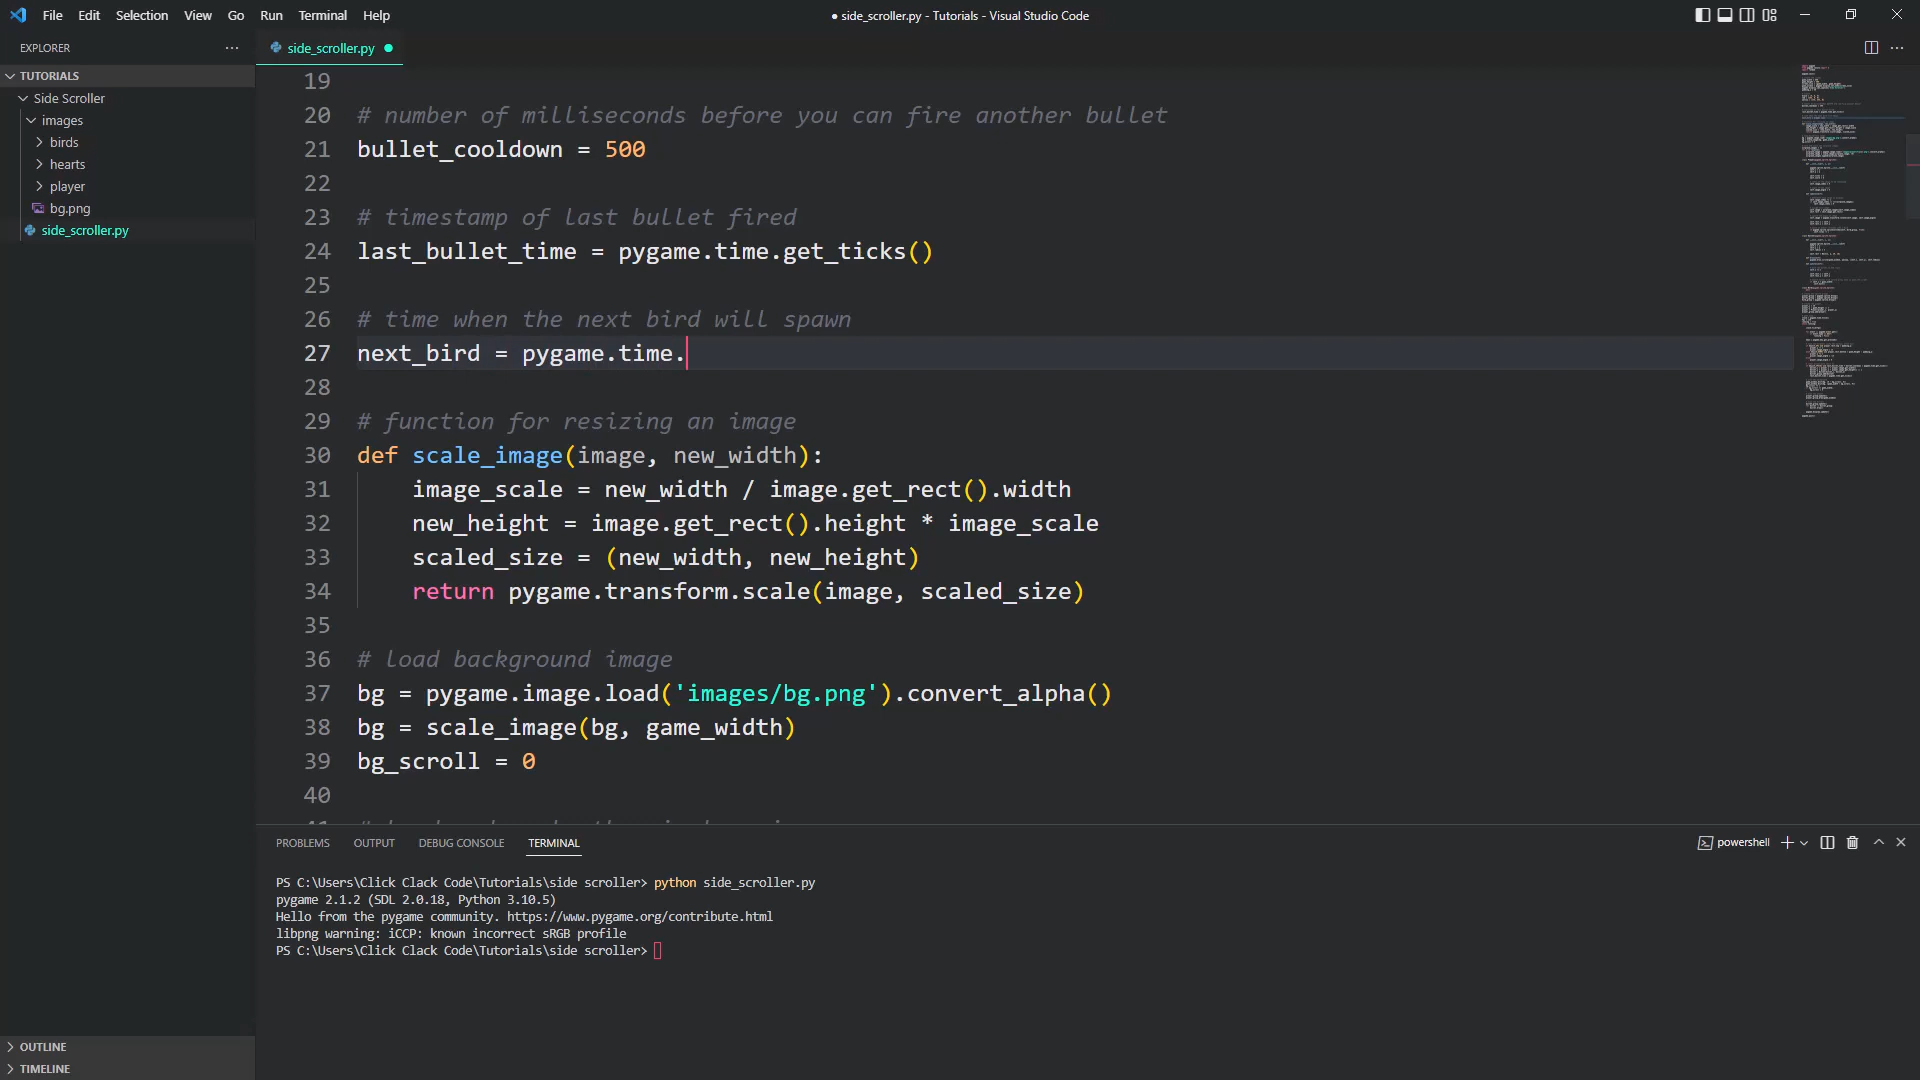 File Edit Selection View Go Run Terminal Help
● side_scroller.py - Tutorials - Visual Studio Code
EXPLORER
side_scroller.py
TUTORIALS
Side Scroller
images
birds
hearts
player
bg.png
side_scroller.py
19
20 # number of milliseconds before you can fire another bullet
21 bullet_cooldown = 500
22
23 # timestamp of last bullet fired
24 last_bullet_time = pygame.time.get_ticks()
25
26 # time when the next bird will spawn
27 next_bird = pygame.time.
28
29 # function for resizing an image
30 def scale_image(image, new_width):
31     image_scale = new_width / image.get_rect().width
32     new_height = image.get_rect().height * image_scale
33     scaled_size = (new_width, new_height)
34     return pygame.transform.scale(image, scaled_size)
35
36 # load background image
37 bg = pygame.image.load('images/bg.png').convert_alpha()
38 bg = scale_image(bg, game_width)
39 bg_scroll = 0
40
PROBLEMS OUTPUT DEBUG CONSOLE TERMINAL
powershell
PS C:\Users\Click Clack Code\Tutorials\side scroller> python side_scroller.py
pygame 2.1.2 (SDL 2.0.18, Python 3.10.5)
Hello from the pygame community. https://www.pygame.org/contribute.html
libpng warning: iCCP: known incorrect sRGB profile
PS C:\Users\Click Clack Code\Tutorials\side scroller>
OUTLINE
TIMELINE